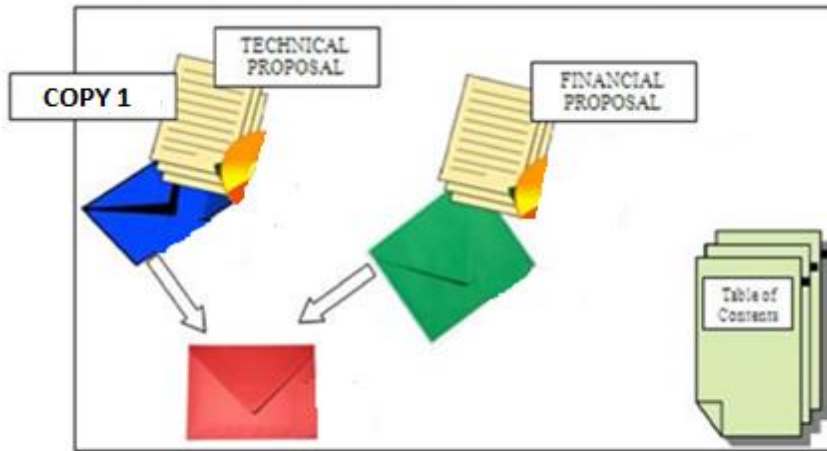 TECHNICAL
PROPOSAL
COPY 1
FINANCIAL
PROPOSAL
Table of
Contents